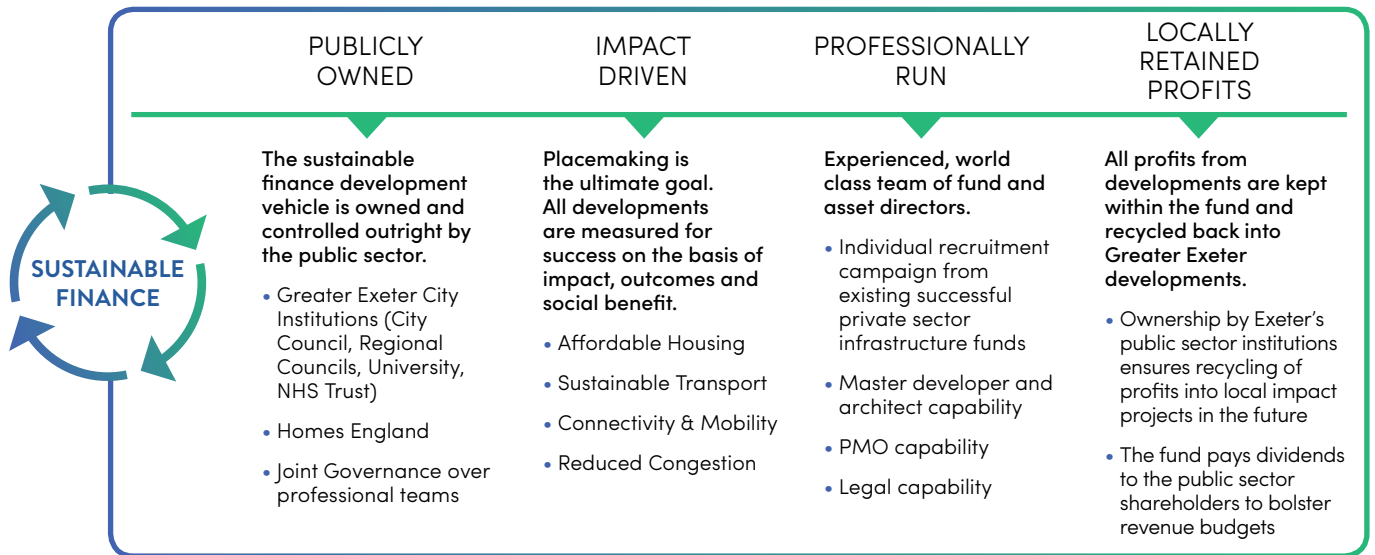 SUSTAINABLE
FINANCE
PUBLICLY
OWNED
The sustainable
finance development
vehicle is owned and
controlled outright by
the public sector.
• Greater Exeter City
Institutions (City
Council, Regional
Councils, University,
NHS Trust)
• Homes England
• Joint Governance over
professional teams
IMPACT
DRIVEN
Placemaking is
the ultimate goal.
All developments
are measured for
success on the basis of
impact, outcomes and
social benefit.
• Affordable Housing
• Sustainable Transport
• Connectivity & Mobility
• Reduced Congestion
PROFESSIONALLY
RUN
Experienced, world
class team of fund and
asset directors.
• Individual recruitment
campaign from
existing successful
private sector
infrastructure funds
• Master developer and
architect capability
• PMO capability
• Legal capability
LOCALLY
RETAINED
PROFITS
All profits from
developments are kept
within the fund and
recycled back into
Greater Exeter
developments.
• Ownership by Exeter’s
public sector institutions
ensures recycling of
profits into local impact
projects in the future
• The fund pays dividends
to the public sector
shareholders to bolster
revenue budgets